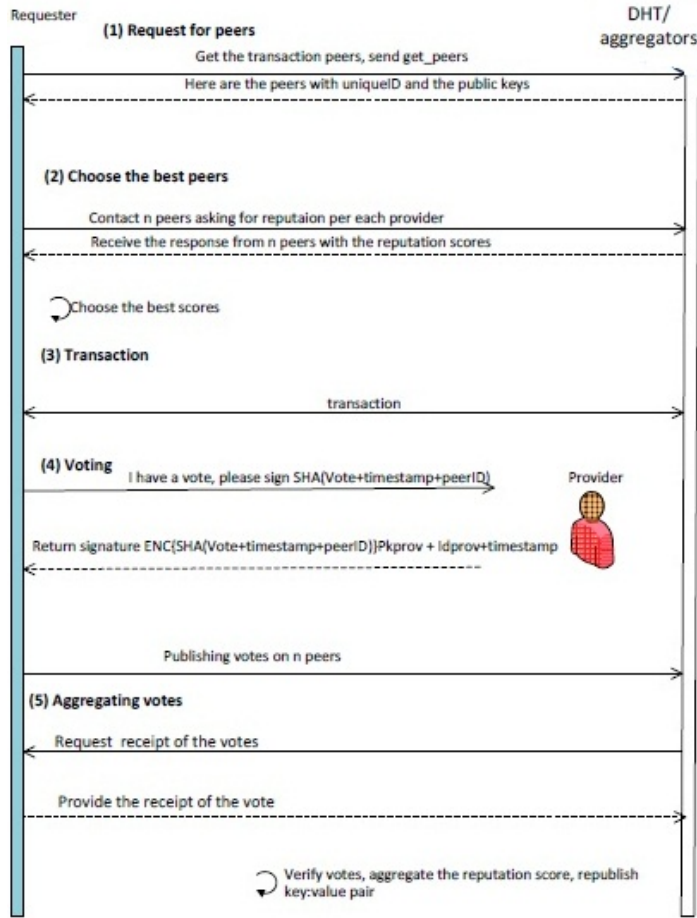 Requester
DHT/
aggregators
(1) Request for peers
Get the transaction peers, send get_peers
Here are the peers with uniqueID and the public keys
(2) Choose the best peers
Contact n peers asking for reputaion per each provider
Receive the response from n peers with the reputation scores
Choose the best scores
(3) Transaction
transaction
(4) Voting
I have a vote, please sign SHA(Vote+timestamp+peerID)
Provider
Return signature ENC{SHA(Vote+timestamp+peerID)}Pkprov + Idprov+timestamp
Publishing votes on n peers
(5) Aggregating votes
Request receipt of the votes
Provide the receipt of the vote
Verify votes, aggregate the reputation score, republish
key:value pair